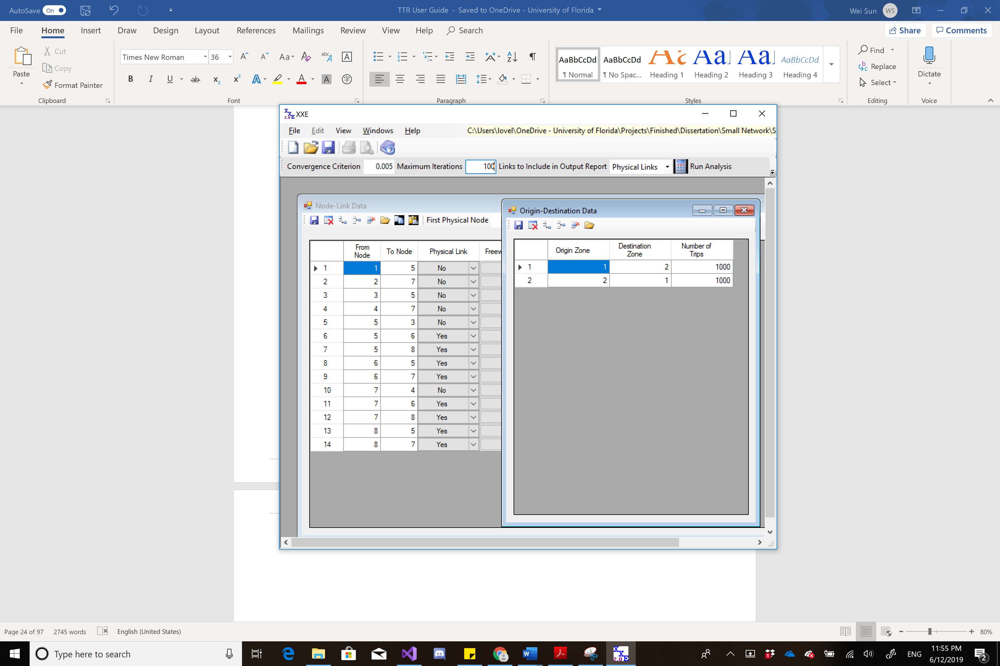 AutoSave On TTR User Guide - Saved to OneDrive - University of Florida Wei Sun WS
File Home Insert Draw Design Layout References Mailings Review View Help Search Share Comments
Paste Cut Copy Format Painter
Clipboard
Times New Roman 36
Font
Paragraph
AaBbCcDd AaBbCcDd AaBbCcDd
¶ Normal ¶ No Spac... Heading 1 Heading 2 Heading 3 Heading 4
Styles
Find
Replace
Select
Editing
Dictate
Voice
XXE
File Edit View Windows Help C:\Users\lovel\OneDrive - University of Florida\Projects\Finished\Dissertation\Small Network\S
Convergence Criterion 0.005 Maximum Iterations 100 Links to Include in Output Report Physical Links Run Analysis
Node-Link Data
First Physical Node
From Node To Node Physical Link Freew
1 1 5 No
2 2 7 No
3 3 5 No
4 4 7 No
5 5 3 No
6 5 6 Yes
7 5 8 Yes
8 6 5 Yes
9 6 7 Yes
10 7 4 No
11 7 6 Yes
12 7 8 Yes
13 8 5 Yes
14 8 7 Yes
Origin-Destination Data
Origin Zone Destination Zone Number of Trips
1 1 2 1000
2 2 1 1000
Page 24 of 97 2745 words English (United States) 80%
Type here to search
ENG
11:55 PM
6/12/2019
2